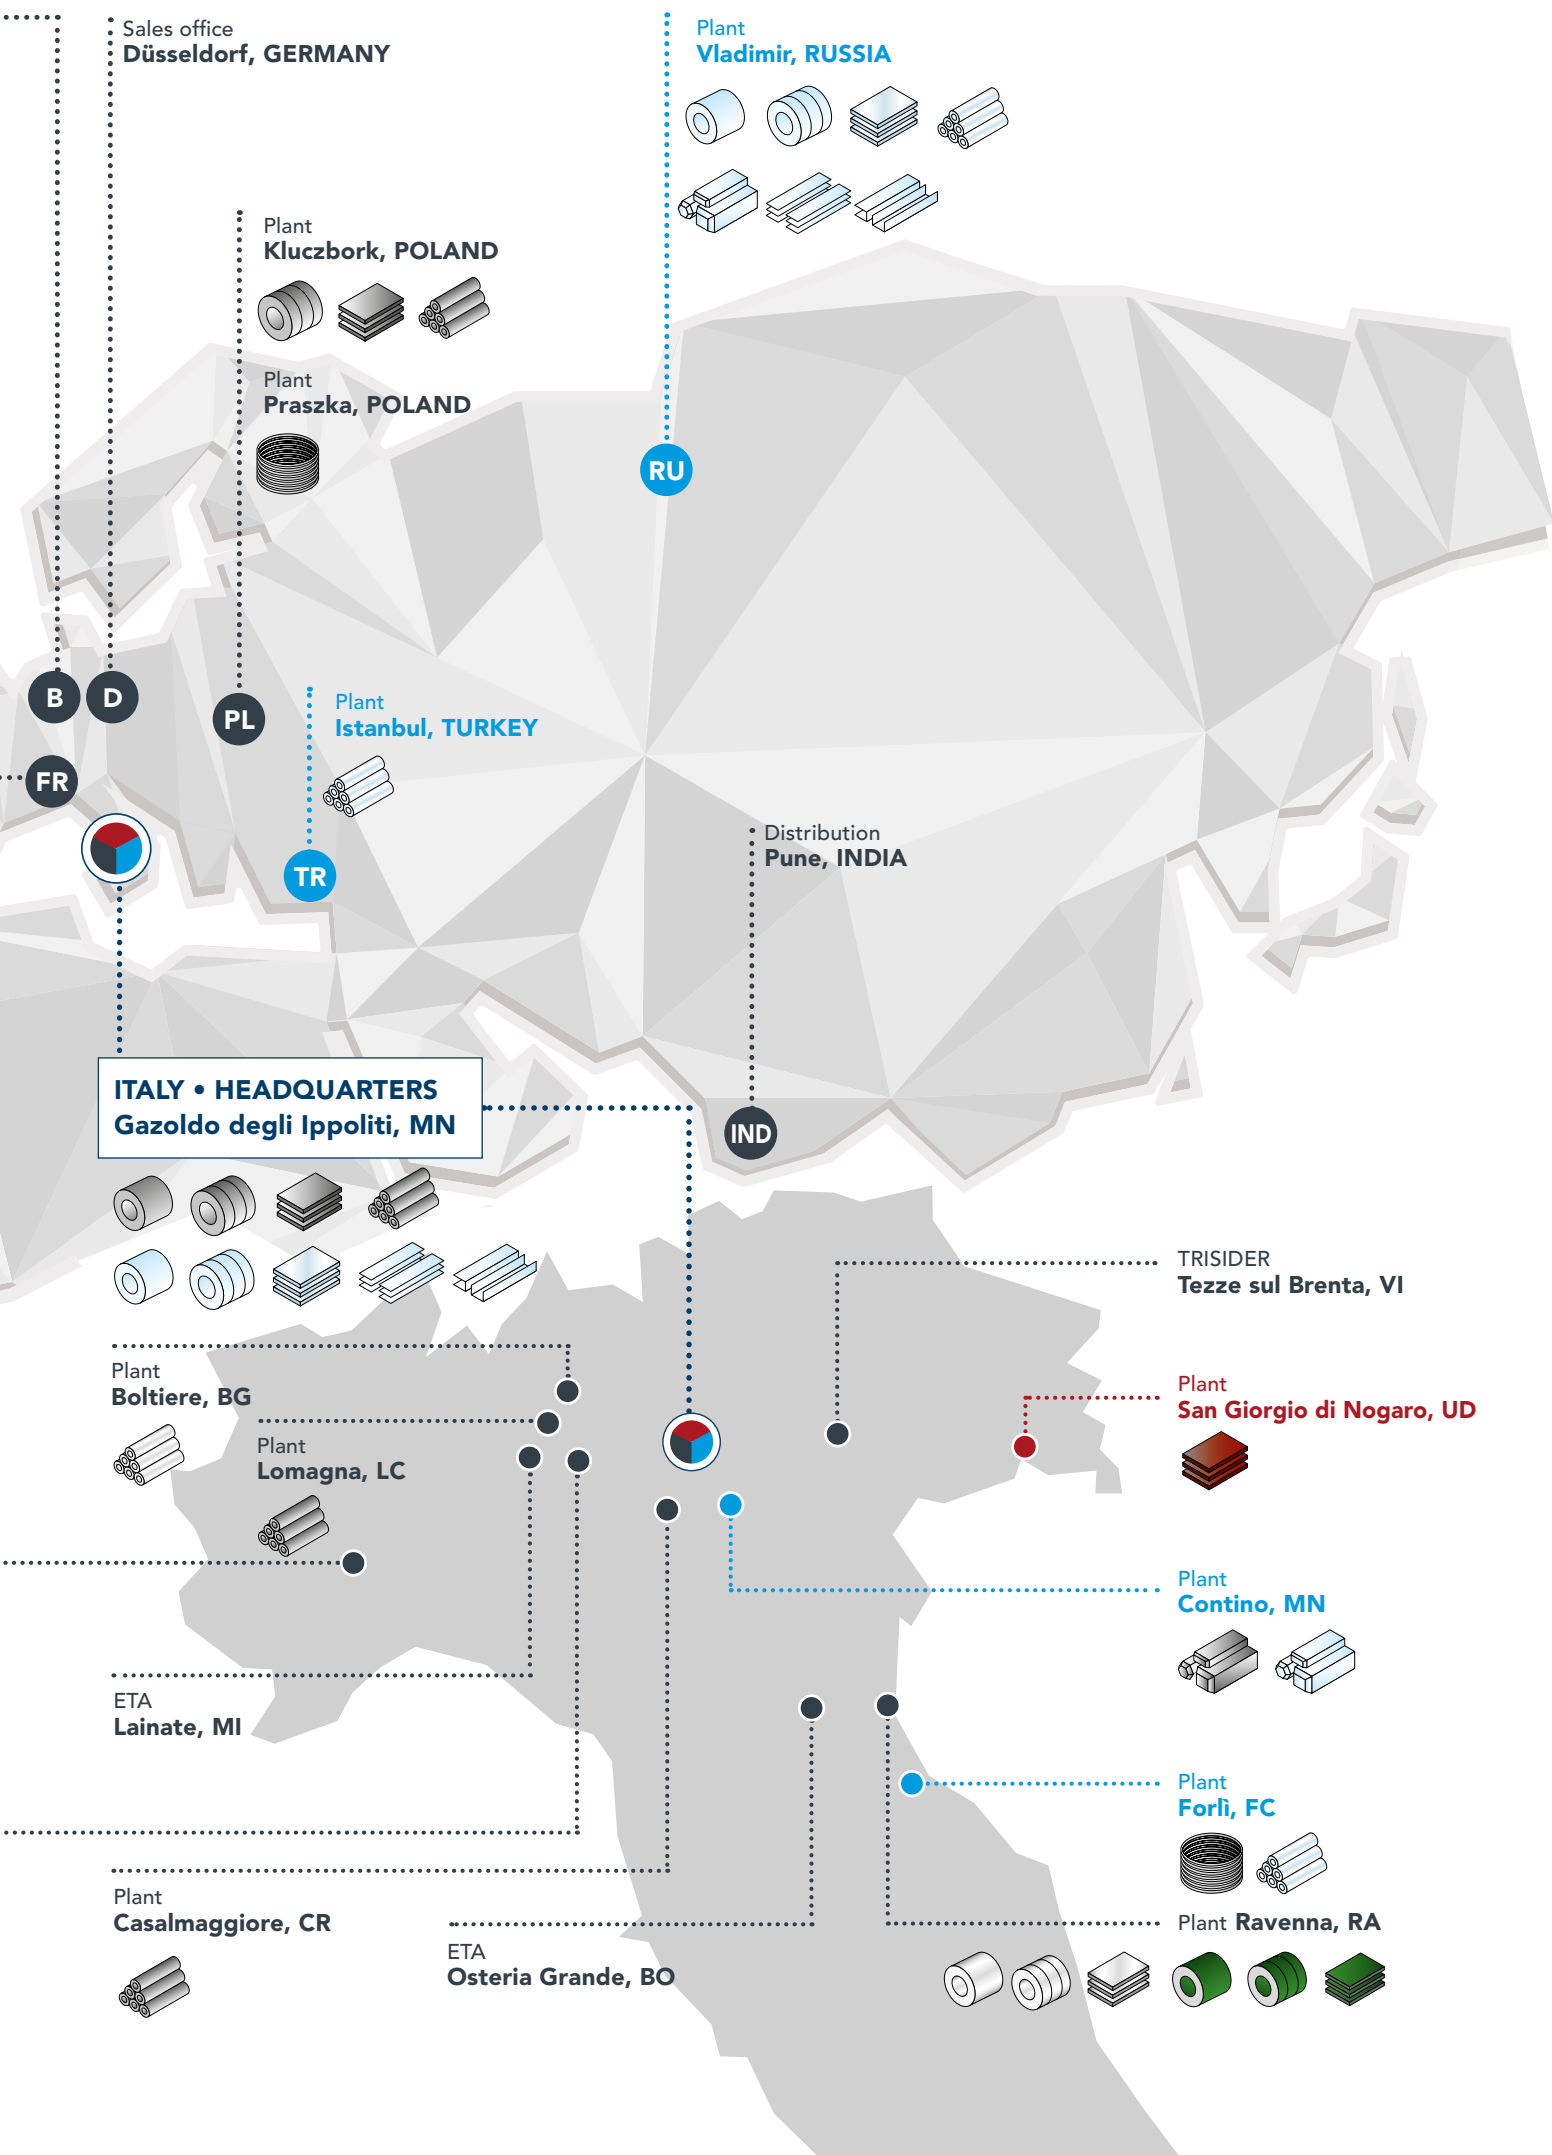 Sales office
Düsseldorf, GERMANY
Plant
Vladimir, RUSSIA
Plant
Kluczbork, POLAND
Plant
Praszka, POLAND
RU
B
D
PL
Plant
Istanbul, TURKEY
FR
TR
Distribution
Pune, INDIA
ITALY • HEADQUARTERS
Gazoldo degli Ippoliti, MN
IND
TRISIDER
Tezze sul Brenta, VI
Plant
Boltiere, BG
Plant
San Giorgio di Nogaro, UD
Plant
Lomagna, LC
Plant
Contino, MN
ETA
Lainate, MI
Plant
Forlì, FC
Plant
Casalmaggiore, CR
Plant Ravenna, RA
ETA
Osteria Grande, BO